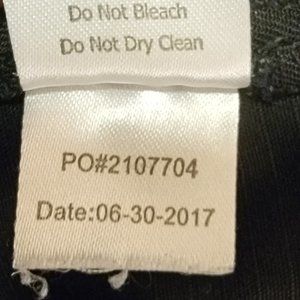 Do Not Bleach
Do Not Dry Clean
PO#2107704
Date:06-30-2017